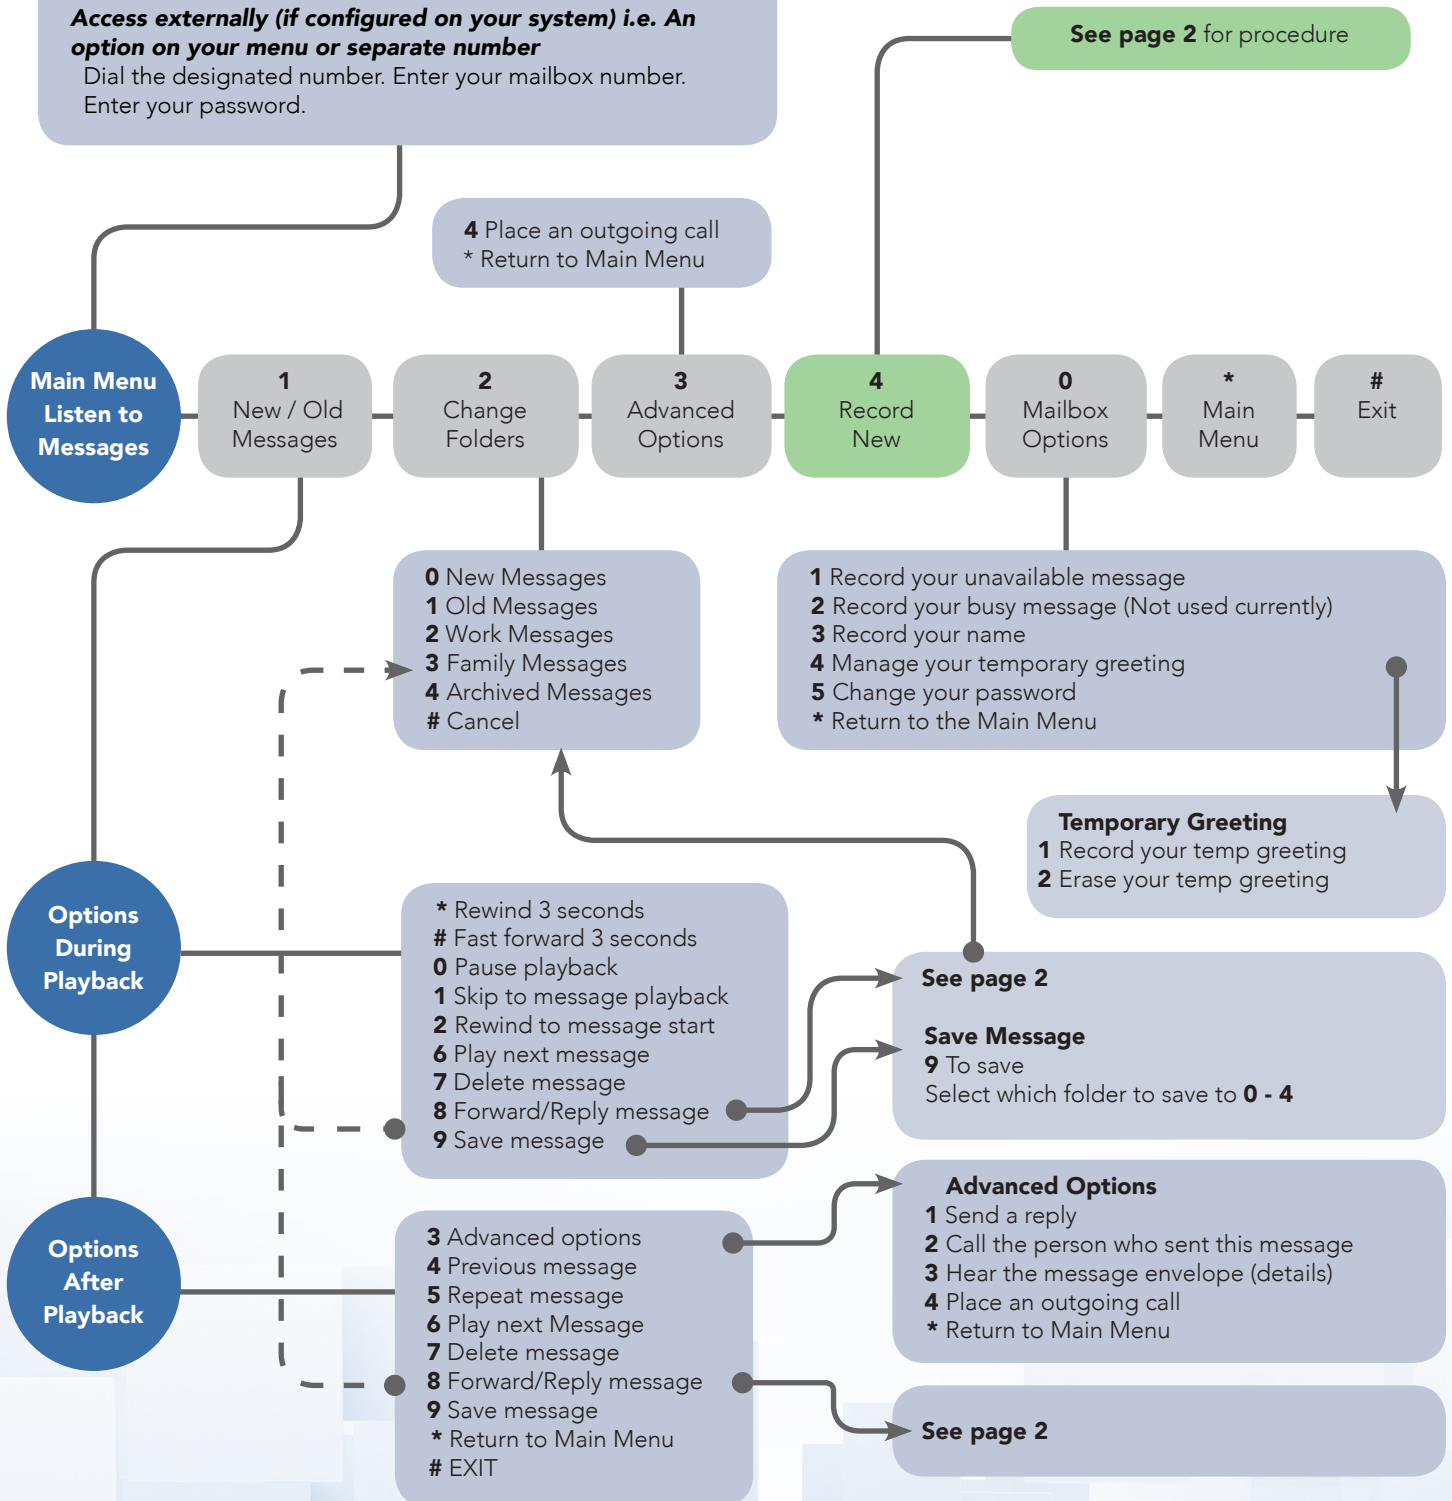 Access externally (if configured on your system) i.e. An
option on your menu or separate number
Dial the designated number. Enter your mailbox number.
Enter your password.
See page 2 for procedure
4 Place an outgoing call
* Return to Main Menu
Main Menu
Listen to
Messages
1
New / Old
Messages
2
Change
Folders
3
Advanced
Options
4
Record
New
0
Mailbox
Options
*
Main
Menu
#
Exit
0 New Messages
1 Old Messages
2 Work Messages
3 Family Messages
4 Archived Messages
# Cancel
1 Record your unavailable message
2 Record your busy message (Not used currently)
3 Record your name
4 Manage your temporary greeting
5 Change your password
* Return to the Main Menu
Temporary Greeting
1 Record your temp greeting
2 Erase your temp greeting
Options
During
Playback
* Rewind 3 seconds
# Fast forward 3 seconds
0 Pause playback
1 Skip to message playback
2 Rewind to message start
6 Play next message
7 Delete message
8 Forward/Reply message
9 Save message
See page 2
Save Message
9 To save
Select which folder to save to 0 - 4
Options
After
Playback
3 Advanced options
4 Previous message
5 Repeat message
6 Play next Message
7 Delete message
8 Forward/Reply message
9 Save message
* Return to Main Menu
# EXIT
Advanced Options
1 Send a reply
2 Call the person who sent this message
3 Hear the message envelope (details)
4 Place an outgoing call
* Return to Main Menu
See page 2